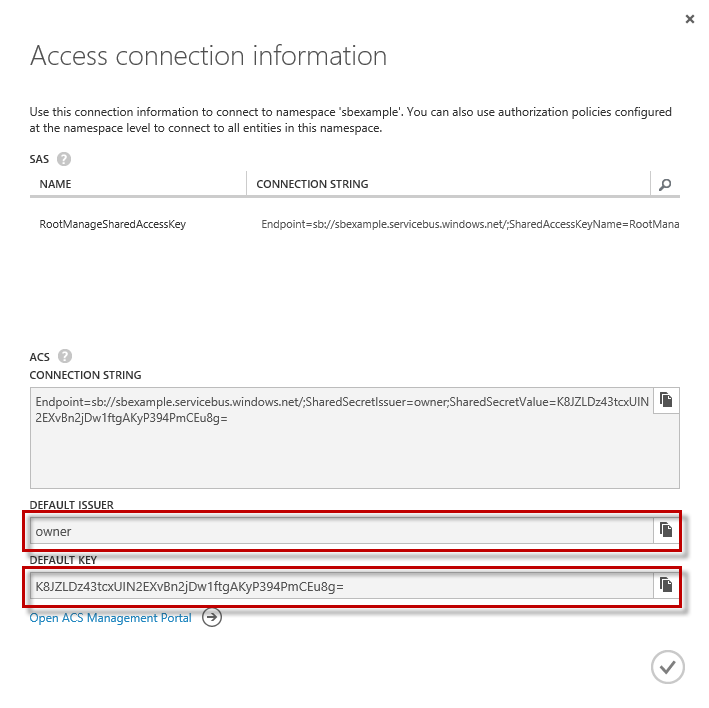 Access connection information
Use this connection information to connect to namespace 'sbexample'. You can also use authorization policies configured
at the namespace level to connect to all entities in this namespace.
SAS ?
NAME CONNECTION STRING
RootManageSharedAccessKey Endpoint=sb://sbexample.servicebus.windows.net/;SharedAccessKeyName=RootMana
ACS ?
CONNECTION STRING
Endpoint=sb://sbexample.servicebus.windows.net/;SharedSecretIssuer=owner;SharedSecretValue=K8JZLDz43tcxUIN
2EXvBn2jDw1ftgAKyP394PmCEu8g=
DEFAULT ISSUER
owner
DEFAULT KEY
K8JZLDz43tcxUIN2EXvBn2jDw1ftgAKyP394PmCEu8g=
Open ACS Management Portal